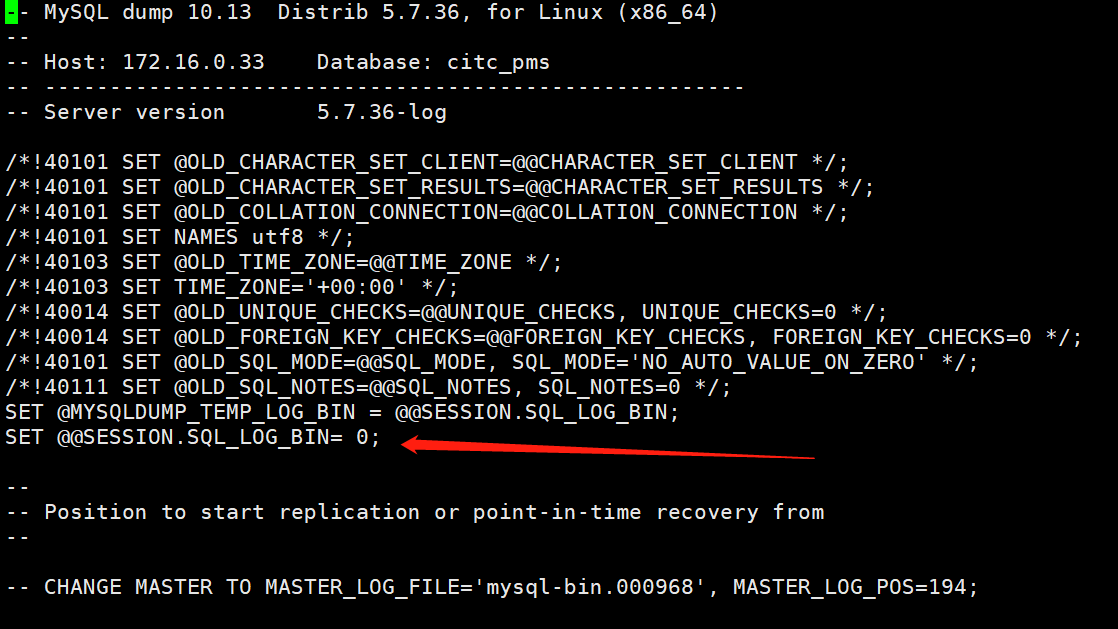 -- MySQL dump 10.13  Distrib 5.7.36, for Linux (x86_64)
--
-- Host: 172.16.0.33    Database: citc_pms
-- ------------------------------------------------------
-- Server version       5.7.36-log
/*!40101 SET @OLD_CHARACTER_SET_CLIENT=@@CHARACTER_SET_CLIENT */;
/*!40101 SET @OLD_CHARACTER_SET_RESULTS=@@CHARACTER_SET_RESULTS */;
/*!40101 SET @OLD_COLLATION_CONNECTION=@@COLLATION_CONNECTION */;
/*!40101 SET NAMES utf8 */;
/*!40103 SET @OLD_TIME_ZONE=@@TIME_ZONE */;
/*!40103 SET TIME_ZONE='+00:00' */;
/*!40014 SET @OLD_UNIQUE_CHECKS=@@UNIQUE_CHECKS, UNIQUE_CHECKS=0 */;
/*!40014 SET @OLD_FOREIGN_KEY_CHECKS=@@FOREIGN_KEY_CHECKS, FOREIGN_KEY_CHECKS=0 */;
/*!40101 SET @OLD_SQL_MODE=@@SQL_MODE, SQL_MODE='NO_AUTO_VALUE_ON_ZERO' */;
/*!40111 SET @OLD_SQL_NOTES=@@SQL_NOTES, SQL_NOTES=0 */;
SET @MYSQLDUMP_TEMP_LOG_BIN = @@SESSION.SQL_LOG_BIN;
SET @@SESSION.SQL_LOG_BIN= 0;
--
-- Position to start replication or point-in-time recovery from
--
-- CHANGE MASTER TO MASTER_LOG_FILE='mysql-bin.000968', MASTER_LOG_POS=194;